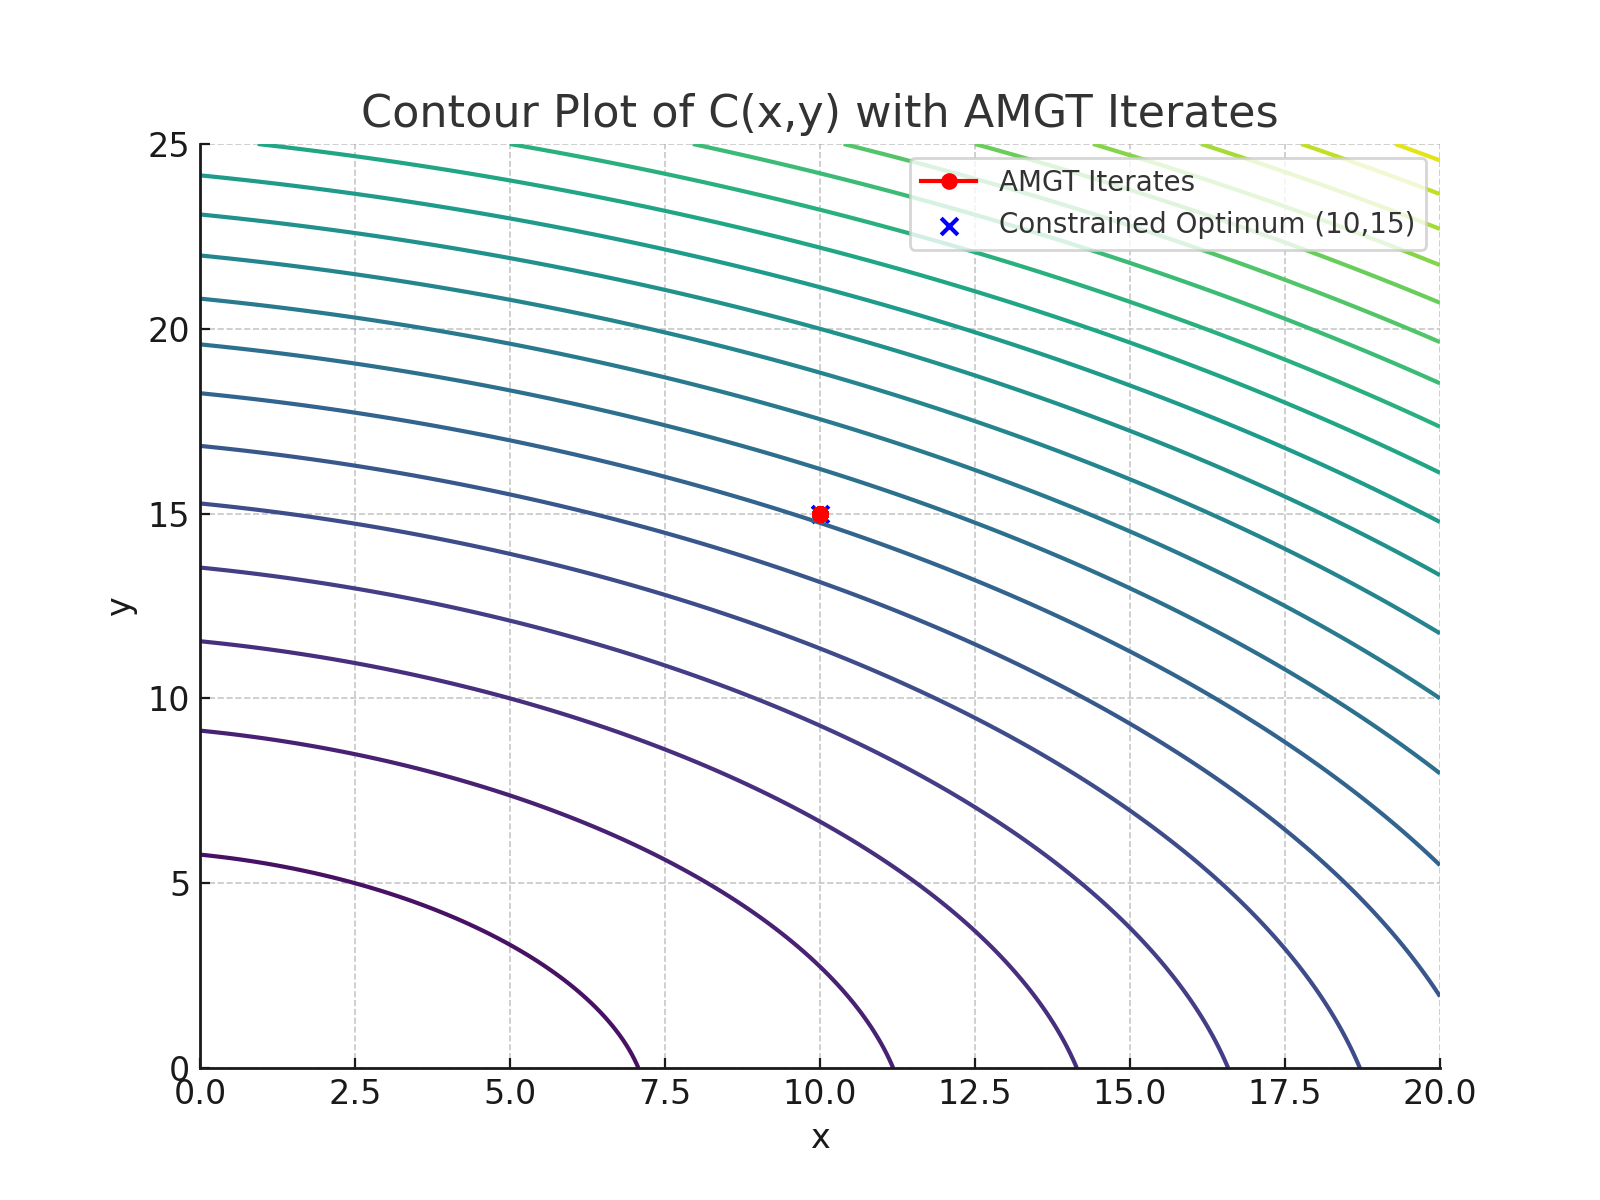 Contour Plot of C(x,y) with AMGT Iterates
AMGT Iterates
Constrained Optimum (10,15)
25
20
15
10
5
0
y
0.0 2.5 5.0 7.5 10.0 12.5 15.0 17.5 20.0
x